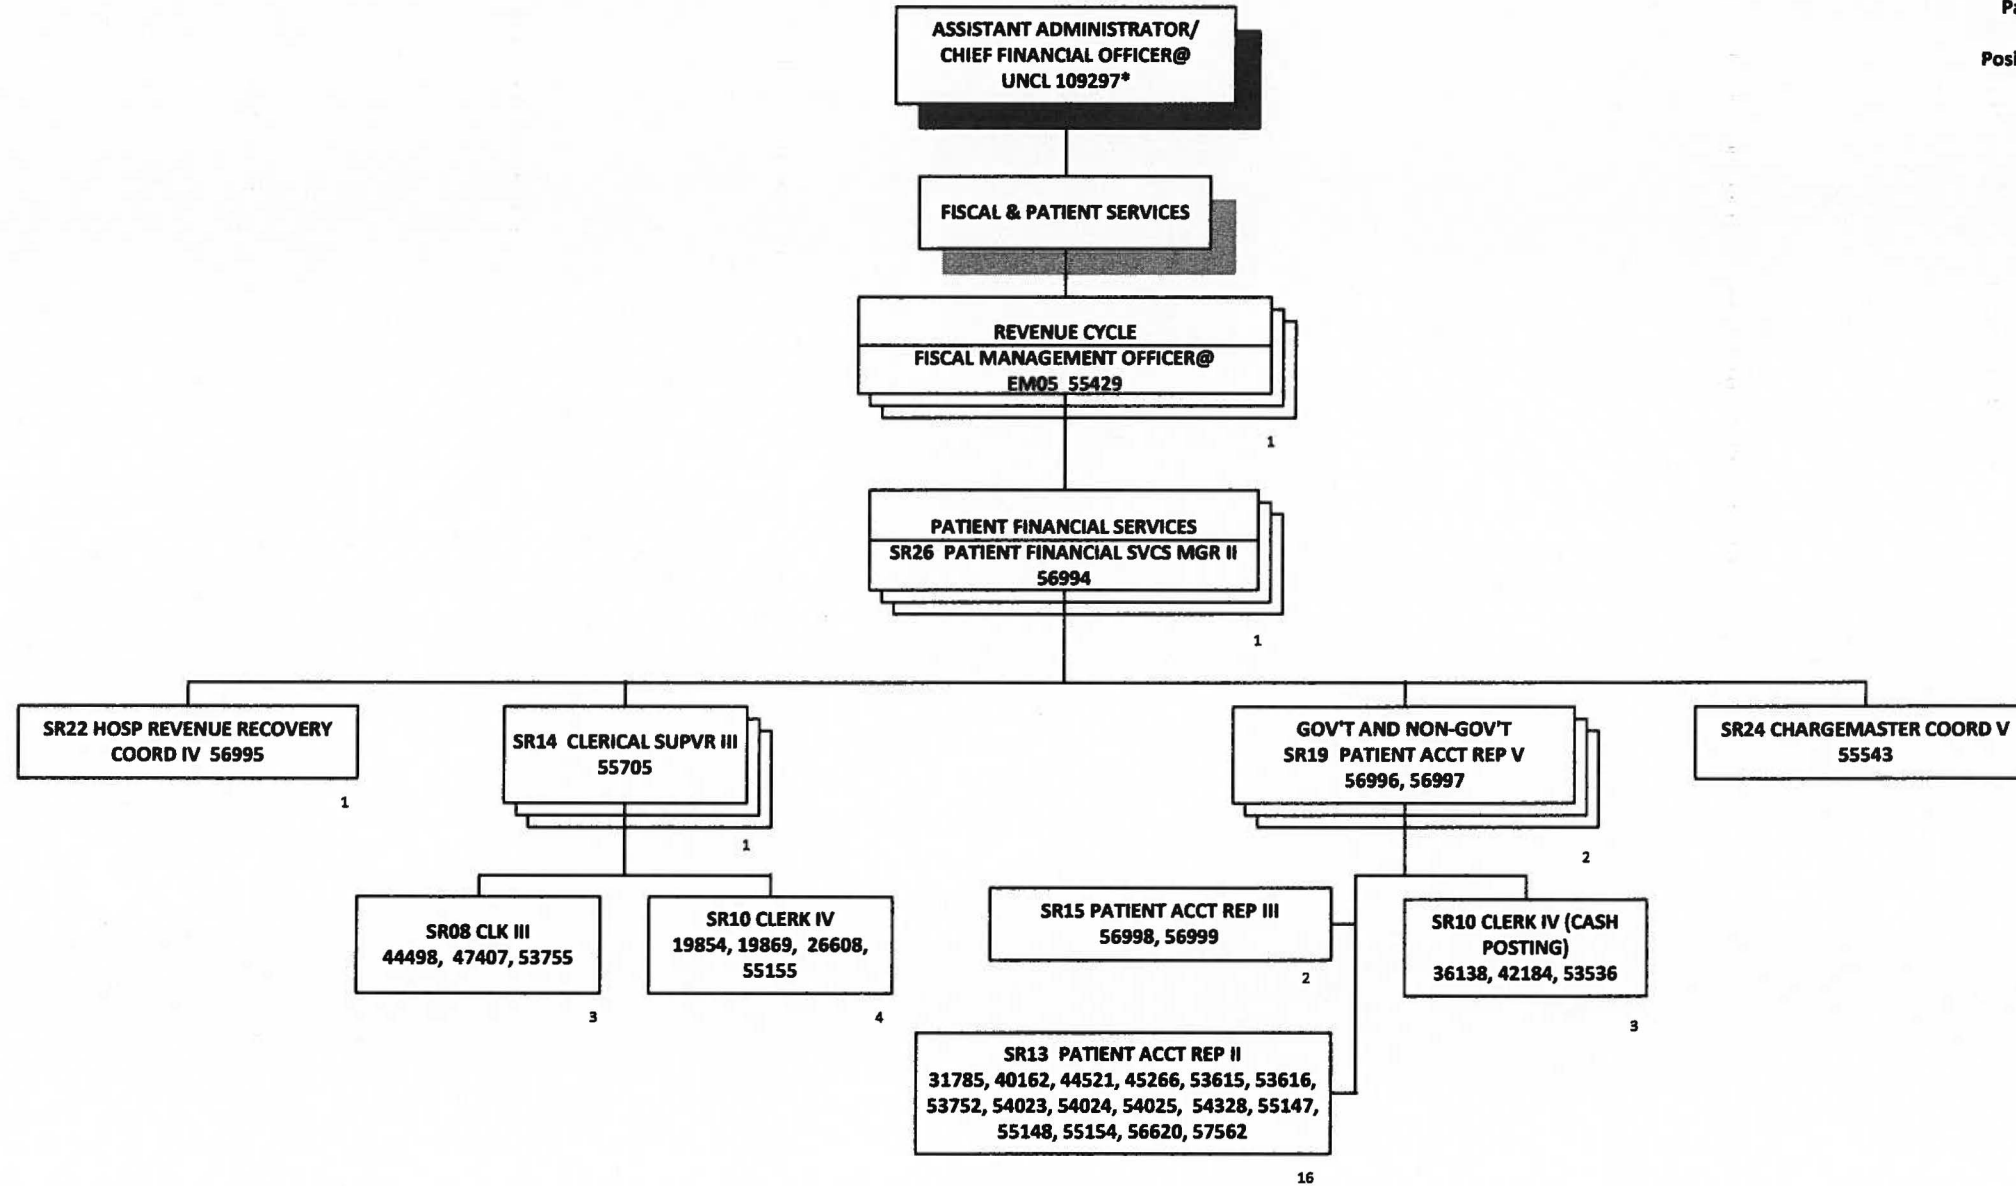 Pa
Posi
ASSISTANT ADMINISTRATOR/
CHIEF FINANCIAL OFFICER@
UNCL 109297*
FISCAL & PATIENT SERVICES
REVENUE CYCLE
FISCAL MANAGEMENT OFFICER@
EM05 55429
1
PATIENT FINANCIAL SERVICES
SR26 PATIENT FINANCIAL SVCS MGR II
56994
1
SR22 HOSP REVENUE RECOVERY
COORD IV 56995
1
SR14 CLERICAL SUPVR III
55705
1
GOV'T AND NON-GOV'T
SR19 PATIENT ACCT REP V
56996, 56997
2
SR24 CHARGEMASTER COORD V
55543
SR08 CLK III
44498, 47407, 53755
3
SR10 CLERK IV
19854, 19869, 26608,
55155
4
SR15 PATIENT ACCT REP III
56998, 56999
2
SR10 CLERK IV (CASH
POSTING)
36138, 42184, 53536
3
SR13 PATIENT ACCT REP II
31785, 40162, 44521, 45266, 53615, 53616,
53752, 54023, 54024, 54025, 54328, 55147,
55148, 55154, 56620, 57562
16